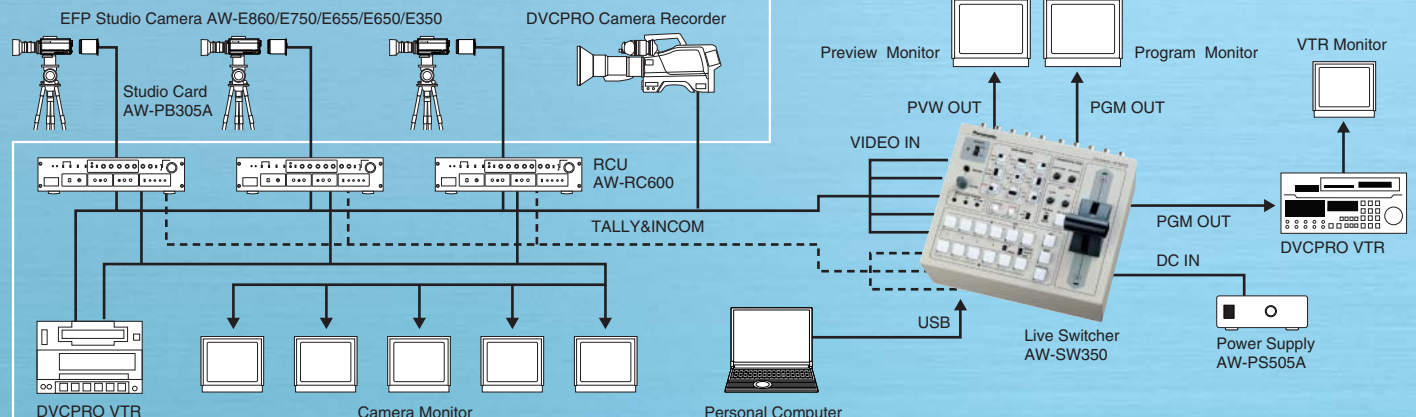 EFP Studio Camera AW-E860/E750/E655/E650/E350
DVCPRO Camera Recorder
Preview Monitor
Program Monitor
VTR Monitor
Studio Card
AW-PB305A
PVW OUT
PGM OUT
VIDEO IN
RCU
AW-RC600
TALLY&INCOM
PGM OUT
DVCPRO VTR
DC IN
USB
Live Switcher
AW-SW350
Power Supply
AW-PS505A
DVCPRO VTR
Camera Monitor
Personal Computer